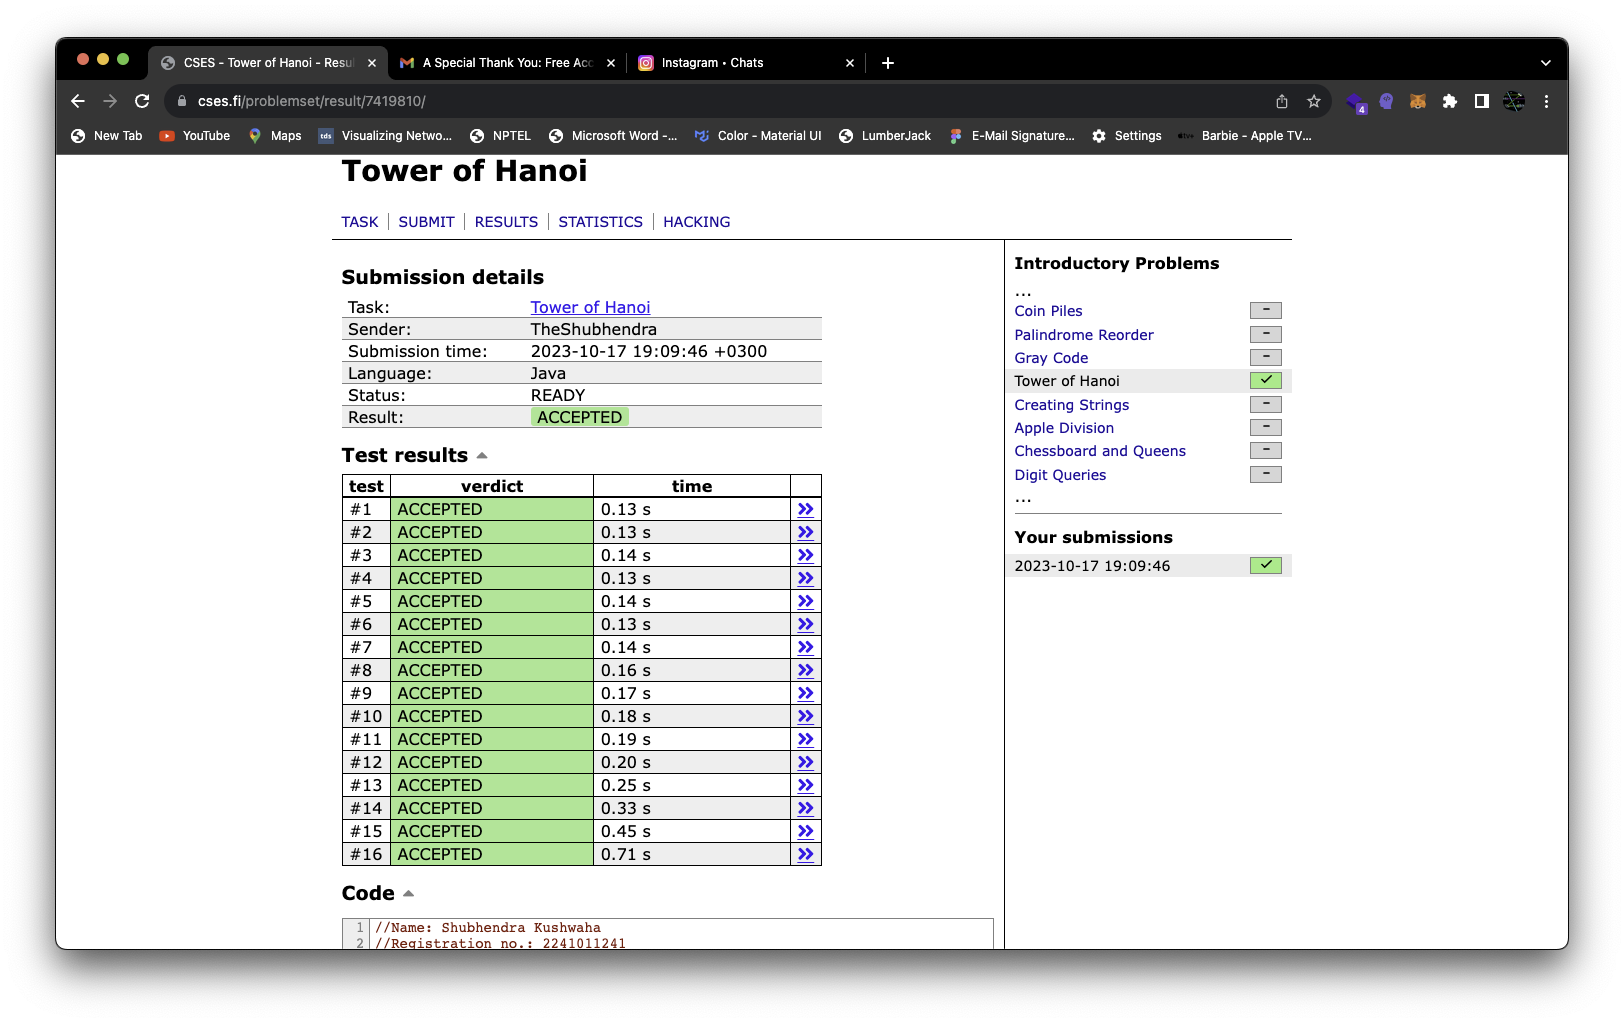 CSES - Tower of Hanoi - Resul
A Special Thank You: Free Acc
Instagram • Chats
cses.fi/problemset/result/7419810/
4
New Tab
YouTube
Maps
tds
Visualizing Netwo...
NPTEL
Microsoft Word -...
Color - Material UI
LumberJack
E-Mail Signature...
Settings
Barbie - Apple TV...
Tower of Hanoi
TASK | SUBMIT | RESULTS | STATISTICS | HACKING
Submission details
Task: Tower of Hanoi
Sender: TheShubhendra
Submission time: 2023-10-17 19:09:46 +0300
Language: Java
Status: READY
Result: ACCEPTED
Test results
test verdict time
#1 ACCEPTED 0.13 s »
#2 ACCEPTED 0.13 s »
#3 ACCEPTED 0.14 s »
#4 ACCEPTED 0.13 s »
#5 ACCEPTED 0.14 s »
#6 ACCEPTED 0.13 s »
#7 ACCEPTED 0.14 s »
#8 ACCEPTED 0.16 s »
#9 ACCEPTED 0.17 s »
#10 ACCEPTED 0.18 s »
#11 ACCEPTED 0.19 s »
#12 ACCEPTED 0.20 s »
#13 ACCEPTED 0.25 s »
#14 ACCEPTED 0.33 s »
#15 ACCEPTED 0.45 s »
#16 ACCEPTED 0.71 s »
Code
1 //Name: Shubhendra Kushwaha
2 //Registration no.: 2241011241
Introductory Problems
...
Coin Piles -
Palindrome Reorder -
Gray Code -
Tower of Hanoi ✓
Creating Strings -
Apple Division -
Chessboard and Queens -
Digit Queries -
...
Your submissions
2023-10-17 19:09:46 ✓